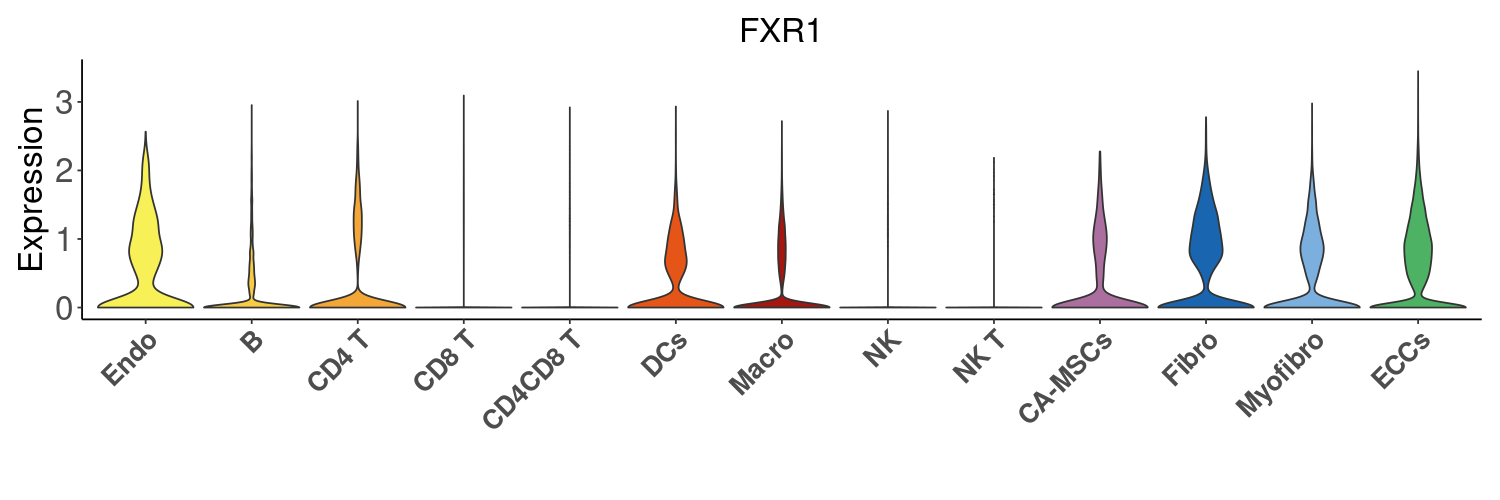 FXR1
Expression
3
2
1
0
Endo
B
CD4 T
CD8 T
CD4CD8 T
DCs
Macro
NK
NK T
CA-MSCs
Fibro
Myofibro
ECCs